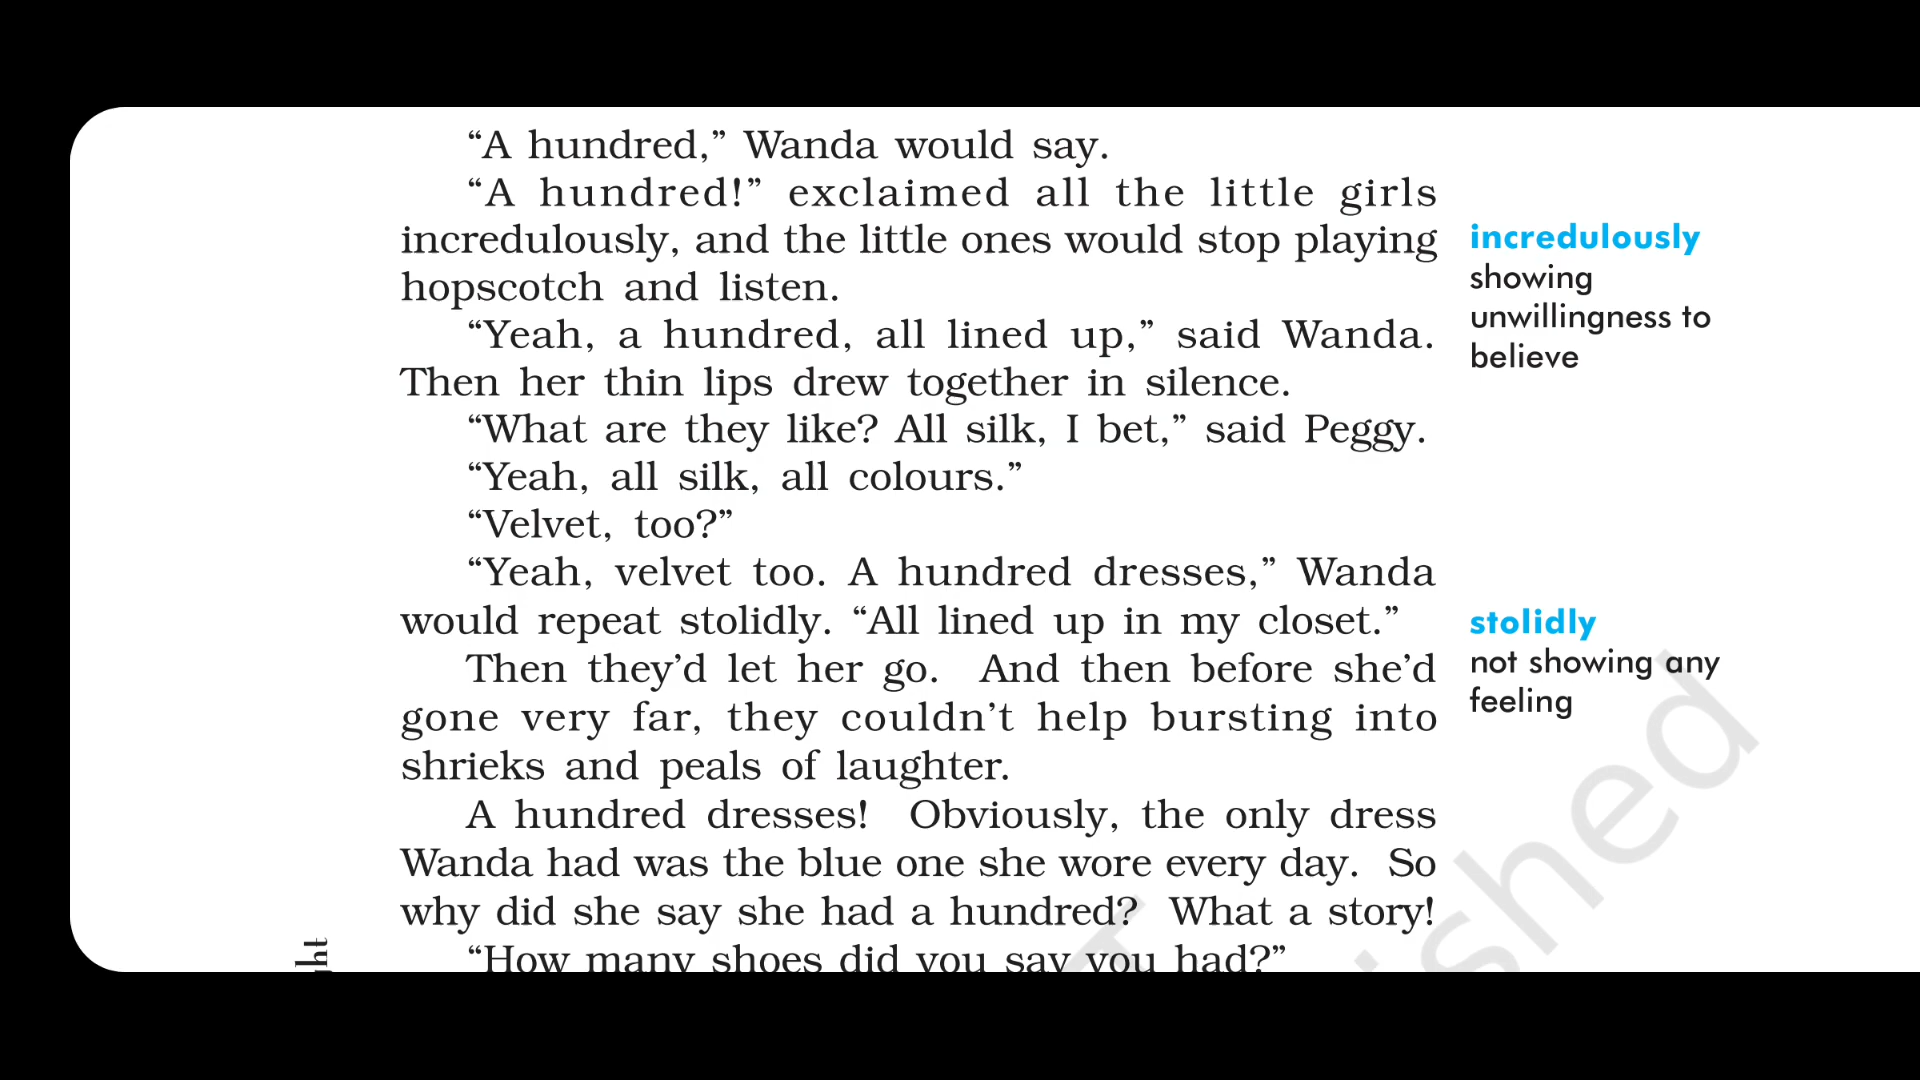 “A hundred,” Wanda would say.
“A hundred!” exclaimed all the little girls
incredulously, and the little ones would stop playing
hopscotch and listen.
“Yeah, a hundred, all lined up,” said Wanda.
Then her thin lips drew together in silence.
“What are they like? All silk, I bet,” said Peggy.
“Yeah, all silk, all colours.”
“Velvet, too?”
“Yeah, velvet too. A hundred dresses,” Wanda
would repeat stolidly. “All lined up in my closet.”
Then they’d let her go. And then before she’d
gone very far, they couldn’t help bursting into
shrieks and peals of laughter.
A hundred dresses! Obviously, the only dress
Wanda had was the blue one she wore every day. So
why did she say she had a hundred? What a story!
“How many shoes did you say you had?”
incredulously
showing
unwillingness to
believe
stolidly
not showing any
feeling